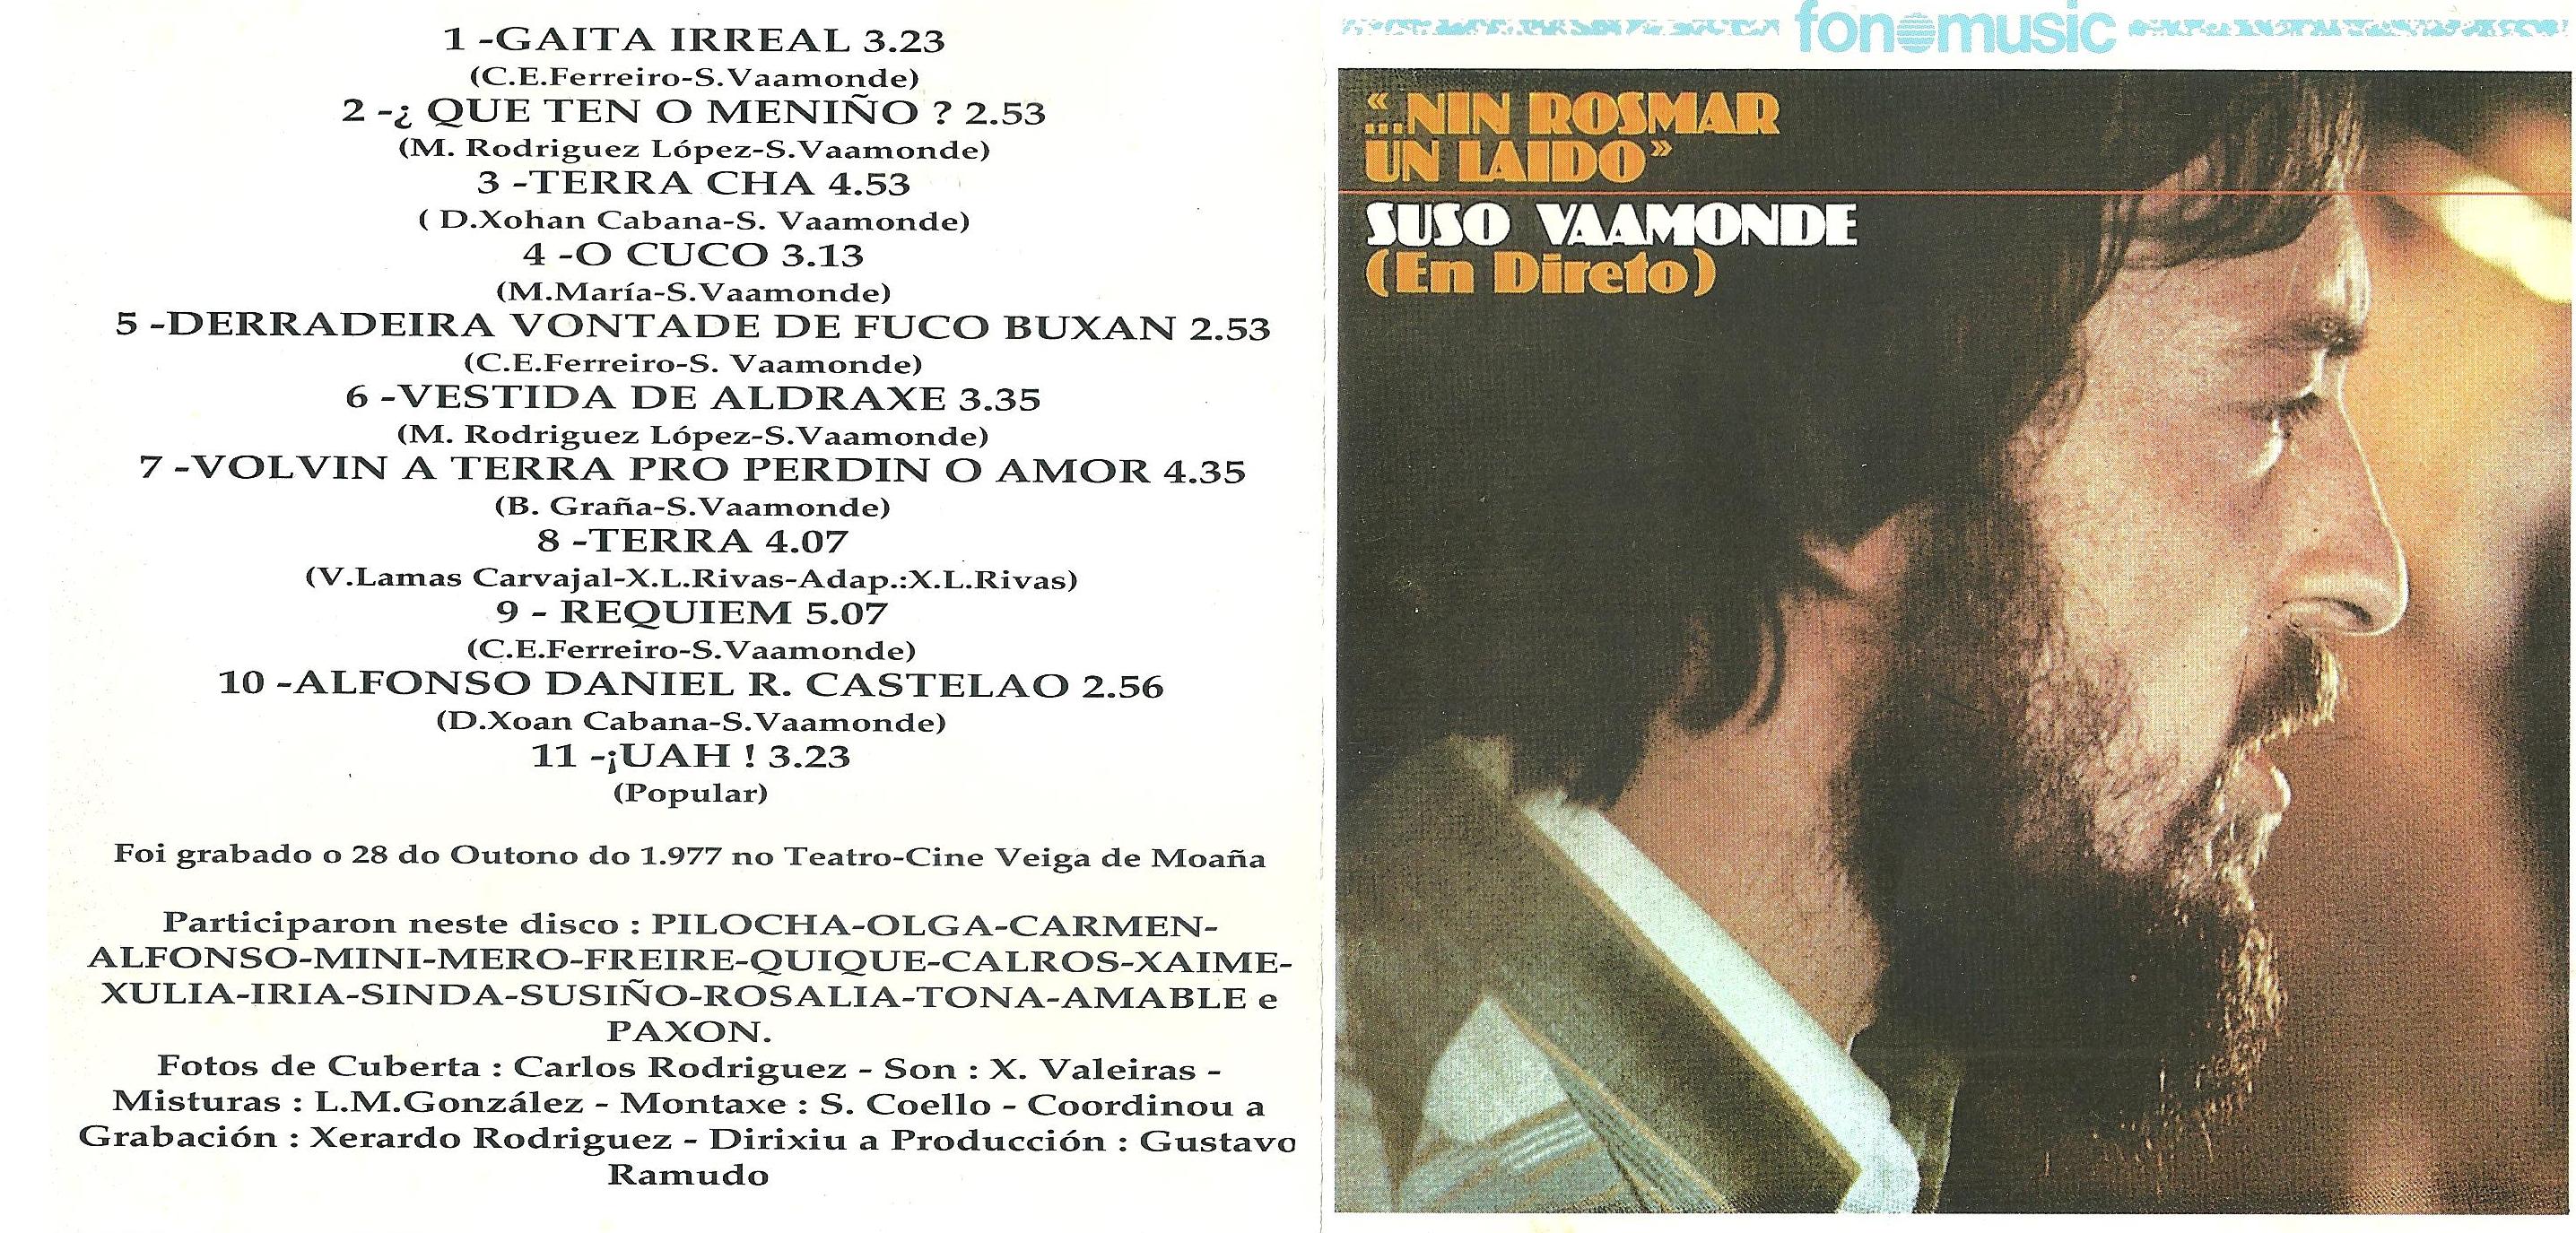 1 -GAITA IRREAL 3.23
(C.E.Ferreiro-S.Vaamonde)
2 -¿ QUE TEN O MENIÑO ? 2.53
(M. Rodriguez López-S.Vaamonde)
3 -TERRA CHA 4.53
( D.Xohan Cabana-S. Vaamonde)
4 -O CUCO 3.13
(M.María-S.Vaamonde)
5 -DERRADEIRA VONTADE DE FUCO BUXAN 2.53
(C.E.Ferreiro-S. Vaamonde)
6 -VESTIDA DE ALDRAXE 3.35
(M. Rodriguez López-S.Vaamonde)
7 -VOLVIN A TERRA PRO PERDIN O AMOR 4.35
(B. Graña-S.Vaamonde)
8 -TERRA 4.07
(V.Lamas Carvajal-X.L.Rivas-Adap.:X.L.Rivas)
9 - REQUIEM 5.07
(C.E.Ferreiro-S.Vaamonde)
10 -ALFONSO DANIEL R. CASTELAO 2.56
(D.Xoan Cabana-S.Vaamonde)
11 -¡UAH ! 3.23
(Popular)
Foi grabado o 28 do Outono do 1.977 no Teatro-Cine Veiga de Moaña
Participaron neste disco : PILOCHA-OLGA-CARMEN-
ALFONSO-MINI-MERO-FREIRE-QUIQUE-CALROS-XAIME-
XULIA-IRIA-SINDA-SUSIÑO-ROSALIA-TONA-AMABLE e
PAXON.
Fotos de Cuberta : Carlos Rodriguez - Son : X. Valeiras -
Misturas : L.M.González - Montaxe : S. Coello - Coordinou a
Grabación : Xerardo Rodriguez - Dirixiu a Producción : Gustavo
Ramudo
fonomusic
«...NIN ROSMAR
UN LAIDO»
SUSO VAAMONDE
(En Direto)